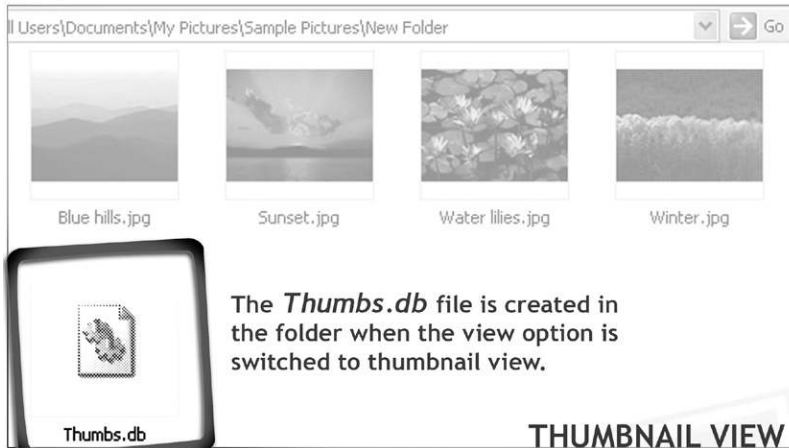 ll Users\Documents\My Pictures\Sample Pictures\New Folder
Go
Blue hills.jpg
Sunset.jpg
Water lilies.jpg
Winter.jpg
The Thumbs.db file is created in
the folder when the view option is
switched to thumbnail view.
Thumbs.db
THUMBNAIL VIEW